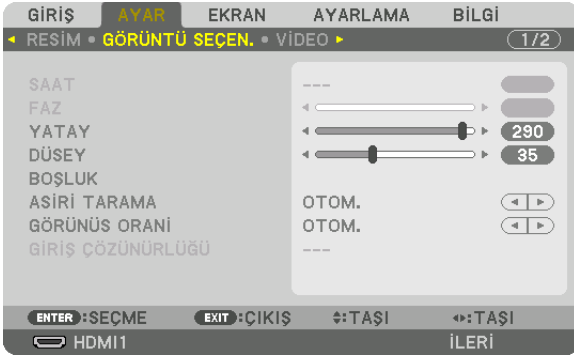 GİRİŞ AYAR EKRAN AYARLAMA BİLGİ
RESİM • GÖRÜNTÜ SEÇEN. • VİDEO 1/2
SAAT ---
FAZ
YATAY 290
DÜSEY 35
BOŞLUK
ASİRİ TARAMA OTOM.
GÖRÜNÜS ORANİ OTOM.
GİRİŞ ÇÖZÜNÜRLÜĞÜ ---
ENTER :SEÇME EXIT :ÇIKIŞ :TAŞI :TAŞI
HDMI1 İLERİ